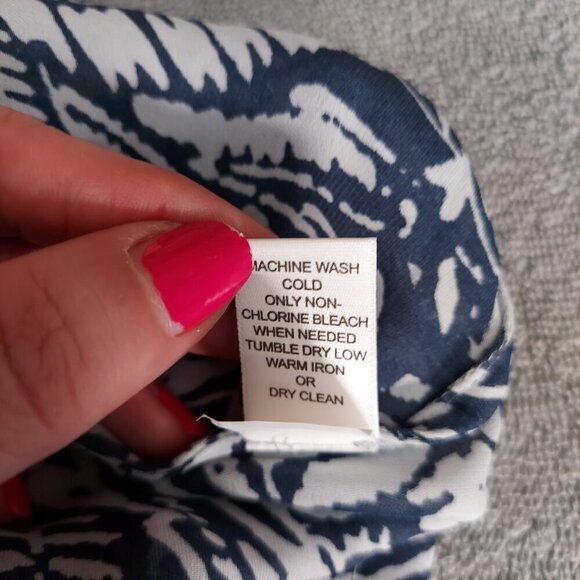 MACHINE WASH
COLD
ONLY NON-
CHLORINE BLEACH
WHEN NEEDED
TUMBLE DRY LOW
WARM IRON
OR
DRY CLEAN